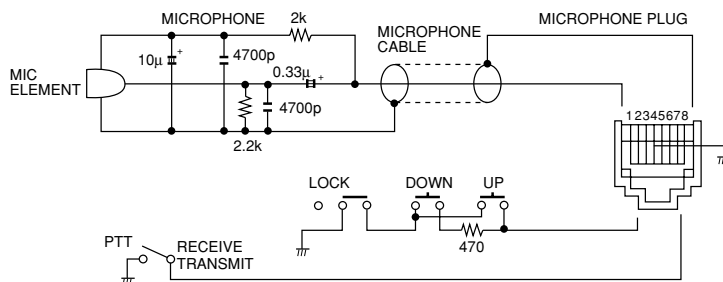 MICROPHONE
2k
MICROPHONE
CABLE
MICROPHONE PLUG
10µ
+
4700p
0.33µ
+
MIC
ELEMENT
4700p
2.2k
12345678
LOCK
DOWN
UP
470
PTT
RECEIVE
TRANSMIT